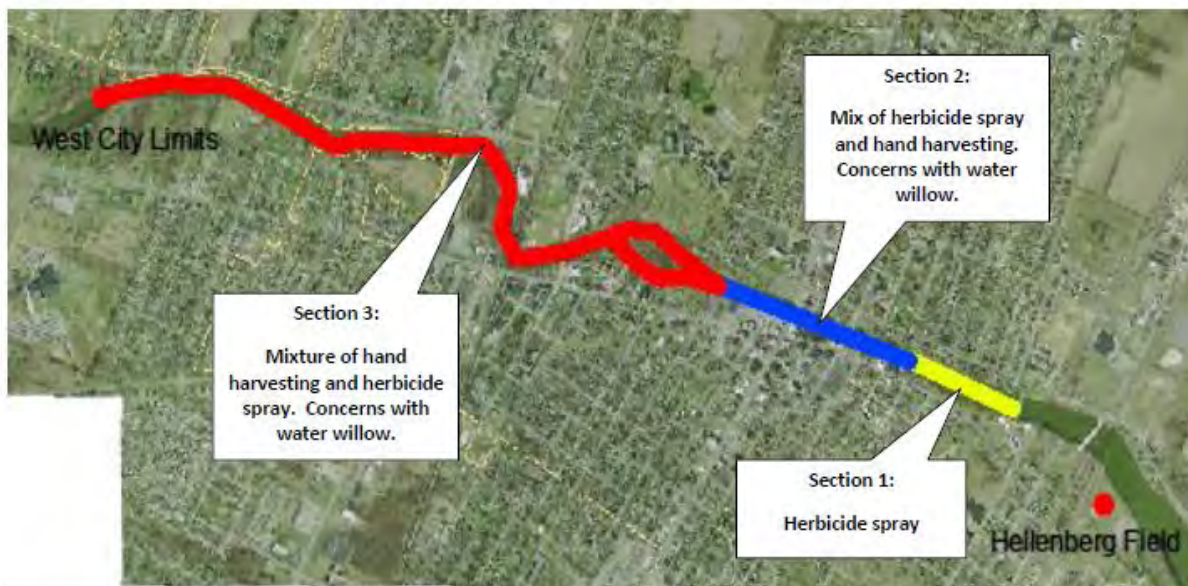 West City Limits
Section 2:
Mix of herbicide spray
and hand harvesting.
Concerns with water
willow.
Section 3:
Mixture of hand
harvesting and herbicide
spray. Concerns with
water willow.
Section 1:
Herbicide spray
Hellenberg Field